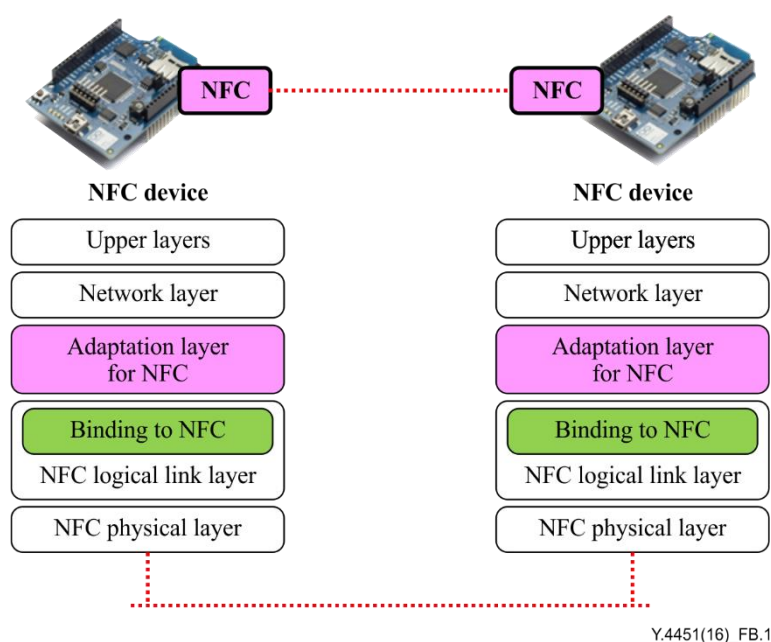 NFC
NFC
NFC device
NFC device
Upper layers
Network layer
Adaptation layer
for NFC
Binding to NFC
NFC logical link layer
NFC physical layer
Upper layers
Network layer
Adaptation layer
for NFC
Binding to NFC
NFC logical link layer
NFC physical layer
Y.4451(16)_FB.1